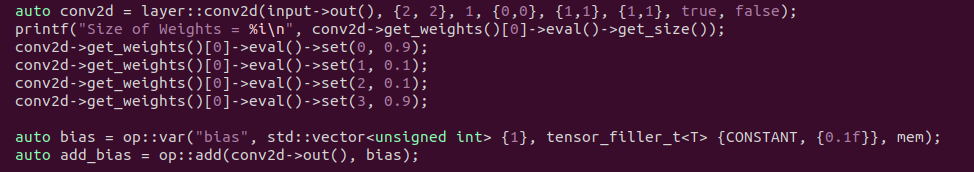 auto conv2d = layer::conv2d(input->out(), {2, 2}, 1, {0,0}, {1,1}, {1,1}, true, false);
printf("Size of Weights = %i\n", conv2d->get_weights()[0]->eval()->get_size());
conv2d->get_weights()[0]->eval()->set(0, 0.9);
conv2d->get_weights()[0]->eval()->set(1, 0.1);
conv2d->get_weights()[0]->eval()->set(2, 0.1);
conv2d->get_weights()[0]->eval()->set(3, 0.9);

auto bias = op::var("bias", std::vector<unsigned int> {1}, tensor_filler_t<T> {CONSTANT, {0.1f}}, mem);
auto add_bias = op::add(conv2d->out(), bias);